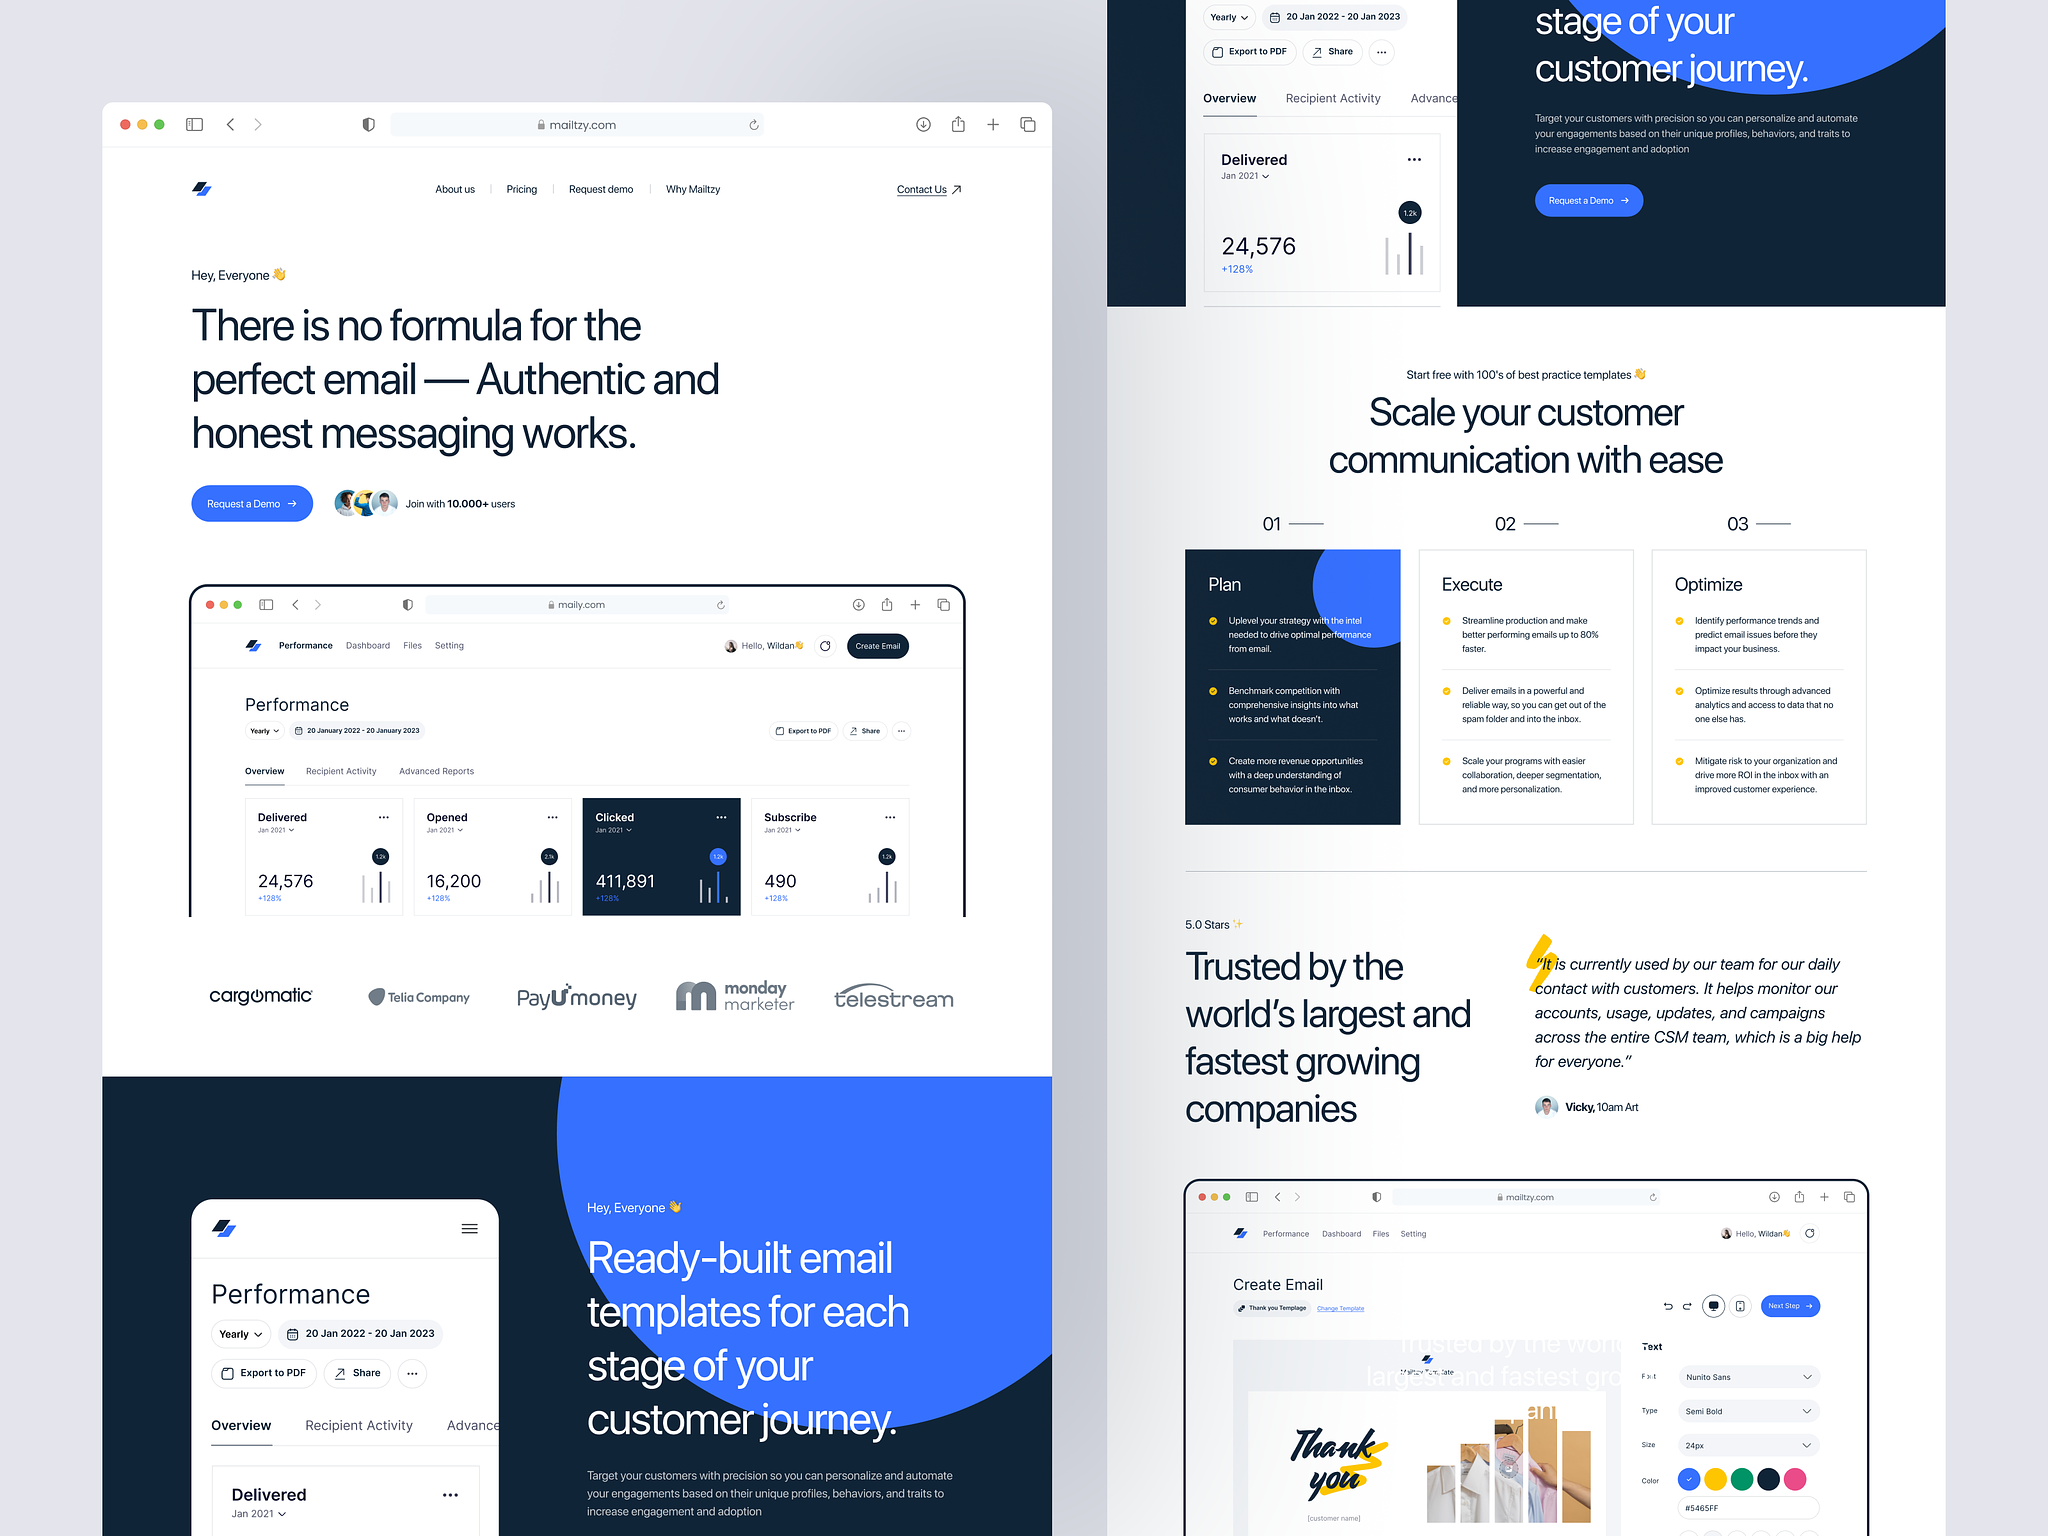 mailtzy.com
About us
Pricing
Request demo
Why Mailtzy
Contact Us
Hey, Everyone 👋
There is no formula for the
perfect email — Authentic and
honest messaging works.
Request a Demo →
Join with 10.000+ users
maily.com
Performance
Dashboard
Files
Setting
Hello, Wildan👋
Create Email
Performance
Yearly
20 January 2022 - 20 January 2023
Export to PDF
Share
Overview
Recipient Activity
Advanced Reports
Delivered
Jan 2021
1.2k
24,576
+128%
Opened
Jan 2021
2.1k
16,200
+128%
Clicked
Jan 2021
1.2k
411,891
+128%
Subscribe
Jan 2021
1.2k
490
+128%
cargomatic
Telia Company
PayUmoney
monday
marketer
telestream
Performance
Yearly
20 Jan 2022 - 20 Jan 2023
Export to PDF
Share
Overview
Recipient Activity
Advance
Delivered
Jan 2021
Hey, Everyone 👋
Ready-built email
templates for each
stage of your
customer journey.
Target your customers with precision so you can personalize and automate
your engagements based on their unique profiles, behaviors, and traits to
increase engagement and adoption
Yearly
20 Jan 2022 - 20 Jan 2023
Export to PDF
Share
Overview
Recipient Activity
Advance
Delivered
Jan 2021
1.2k
24,576
+128%
stage of your
customer journey.
Target your customers with precision so you can personalize and automate
your engagements based on their unique profiles, behaviors, and traits to
increase engagement and adoption
Request a Demo →
Start free with 100's of best practice templates 👋
Scale your customer
communication with ease
01
Plan
Uplevel your strategy with the intel
needed to drive optimal performance
from email.
Benchmark competition with
comprehensive insights into what
works and what doesn't.
Create more revenue opportunities
with a deep understanding of
consumer behavior in the inbox.
02
Execute
Streamline production and make
better performing emails up to 80%
faster.
Deliver emails in a powerful and
reliable way, so you can get out of the
spam folder and into the inbox.
Scale your programs with easier
collaboration, deeper segmentation,
and more personalization.
03
Optimize
Identify performance trends and
predict email issues before they
impact your business.
Optimize results through advanced
analytics and access to data that no
one else has.
Mitigate risk to your organization and
drive more ROI in the inbox with an
improved customer experience.
5.0 Stars ✨
Trusted by the
world's largest and
fastest growing
companies
“It is currently used by our team for our daily
contact with customers. It helps monitor our
accounts, usage, updates, and campaigns
across the entire CSM team, which is a big help
for everyone.”
Vicky, 10am Art
mailtzy.com
Performance
Dashboard
Files
Setting
Hello, Wildan👋
Create Email
Thank you Templage
Change Template
Next Step →
Trusted by the
largest and fastest
Thank
you
[customer name]
Text
Nunito Sans
Type
Semi Bold
Size
24px
Color
#5465FF